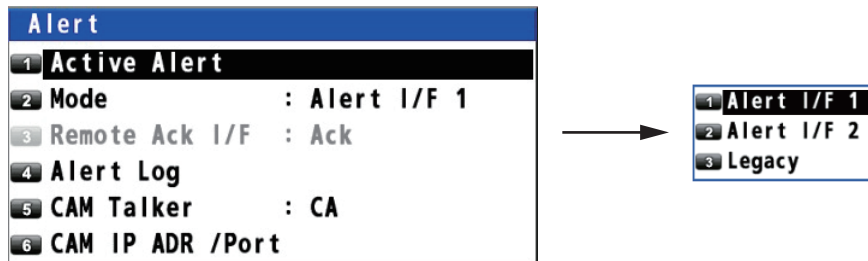 Alert
1 Active Alert
2 Mode : Alert I/F 1
3 Remote Ack I/F : Ack
4 Alert Log
5 CAM Talker : CA
6 CAM IP ADR /Port
1 Alert I/F 1
2 Alert I/F 2
3 Legacy